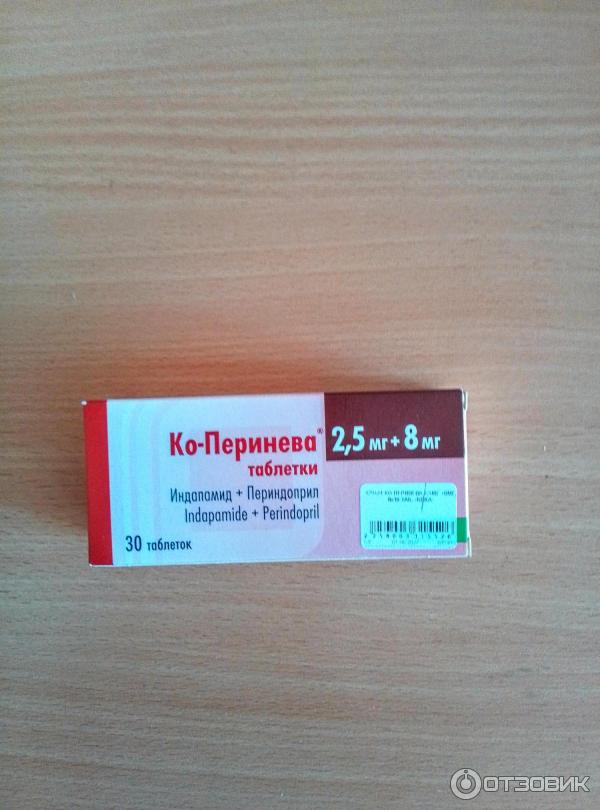 Ко-Перинева®
таблетки
2,5 мг + 8 мг
Индапамид + Периндоприл
Indapamide + Perindopril
30 таблеток
ОТЗОВИК